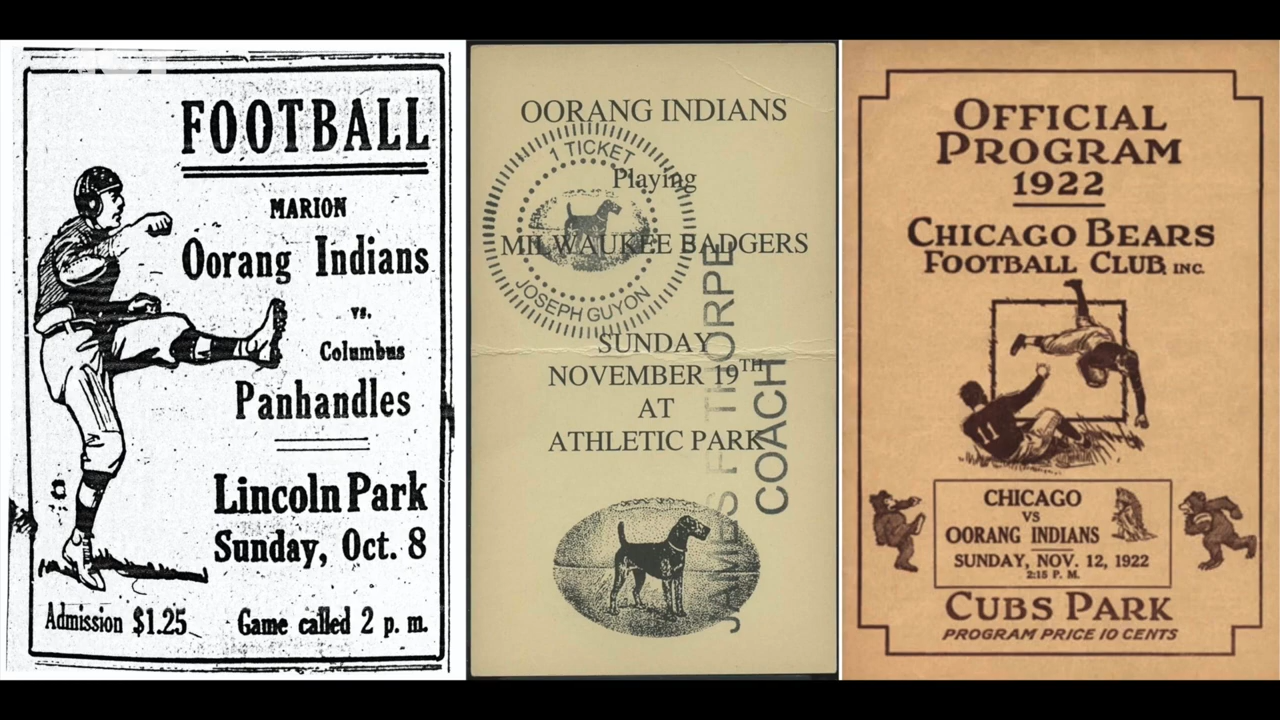 FOOTBALL
MARION
Oorang Indians
vs.
Columbus
Panhandles
Lincoln Park
Sunday, Oct. 8
Admission $1.25
Game called 2 p. m.
OORANG INDIANS
1 TICKET
Playing
MILWAUKEE BADGERS
JOSEPH GUYON
SUNDAY
NOVEMBER 19TH
AT
ATHLETIC PARK
JAMES F THORPE
COACH
OFFICIAL
PROGRAM
1922
CHICAGO BEARS
FOOTBALL CLUB, INC.
11
CHICAGO
VS
OORANG INDIANS
SUNDAY, NOV. 12, 1922
2:15 P. M.
CUBS PARK
PROGRAM PRICE 10 CENTS